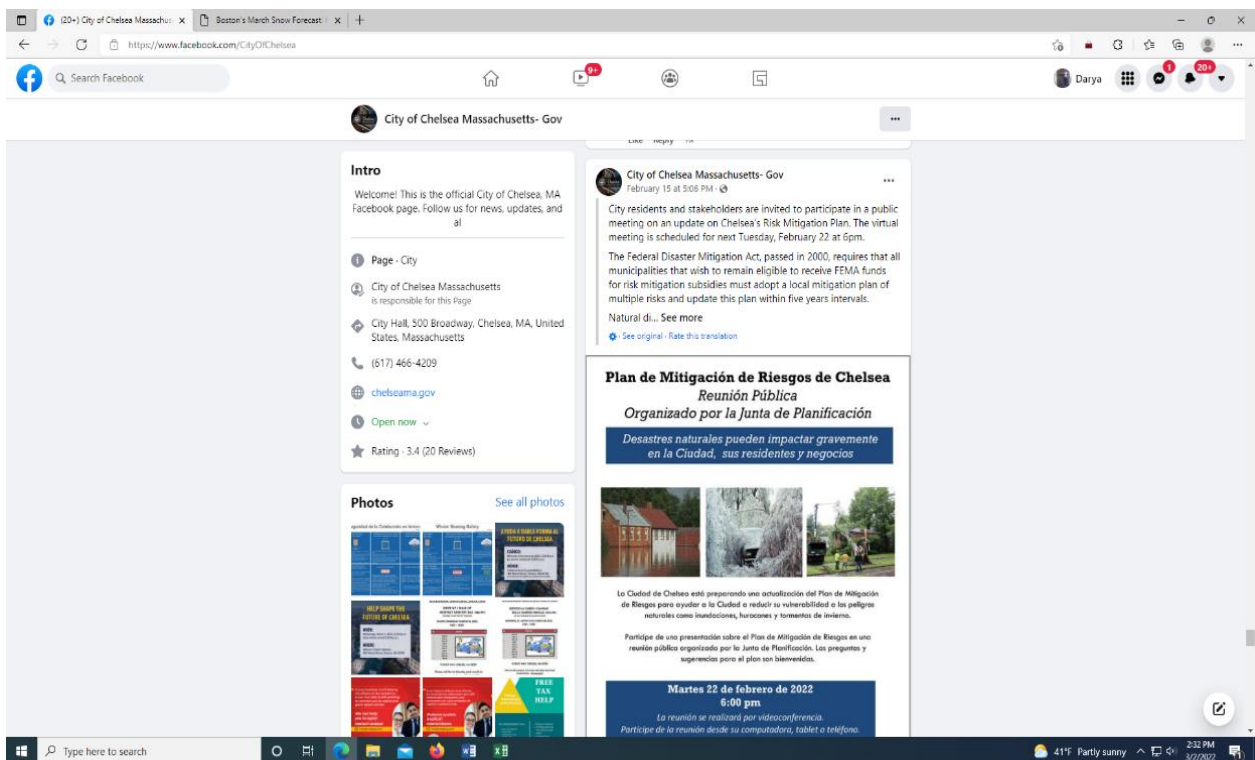 (20+) City of Chelsea Massachus
Boston's March Snow Forecast:
https://www.facebook.com/CityOfChelsea
Search Facebook
9+
Darya
1
20+
City of Chelsea Massachusetts- Gov
Intro
Welcome! This is the official City of Chelsea, MA
Facebook page. Follow us for news, updates, and
al
Page · City
City of Chelsea Massachusetts
is responsible for this Page
City Hall, 500 Broadway, Chelsea, MA, United
States, Massachusetts
(617) 466-4209
chelseama.gov
Open now
Rating · 3.4 (20 Reviews)
Photos
See all photos
AYUDA A DARLE FORMA AL
FUTURO DE CHELSEA
HELP SHAPE THE
FUTURE OF CHELSEA
FREE
TAX
HELP
Like Reply
City of Chelsea Massachusetts- Gov
February 15 at 5:06 PM ·
City residents and stakeholders are invited to participate in a public
meeting on an update on Chelsea's Risk Mitigation Plan. The virtual
meeting is scheduled for next Tuesday, February 22 at 6pm.
The Federal Disaster Mitigation Act, passed in 2000, requires that all
municipalities that wish to remain eligible to receive FEMA funds
for risk mitigation subsidies must adopt a local mitigation plan of
multiple risks and update this plan within five years intervals.
Natural di... See more
· See original · Rate this translation
Plan de Mitigación de Riesgos de Chelsea
Reunión Pública
Organizado por la Junta de Planificación
Desastres naturales pueden impactar gravemente
en la Ciudad, sus residentes y negocios
La Ciudad de Chelsea está preparando una actualización del Plan de Mitigación
de Riesgos para ayudar a la Ciudad a reducir su vulnerabilidad a los peligros
naturales como inundaciones, huracanes y tormentas de invierno.
Participe de una presentación sobre el Plan de Mitigación de Riesgos en una
reunión pública organizada por la Junta de Planificación. Las preguntas y
sugerencias para el plan son bienvenidas.
Martes 22 de febrero de 2022
6:00 pm
La reunión se realizará por videoconferencia.
Participe de la reunión desde su computadora, tablet o teléfono.
Type here to search
41°F Partly sunny
2:32 PM
3/2/2022